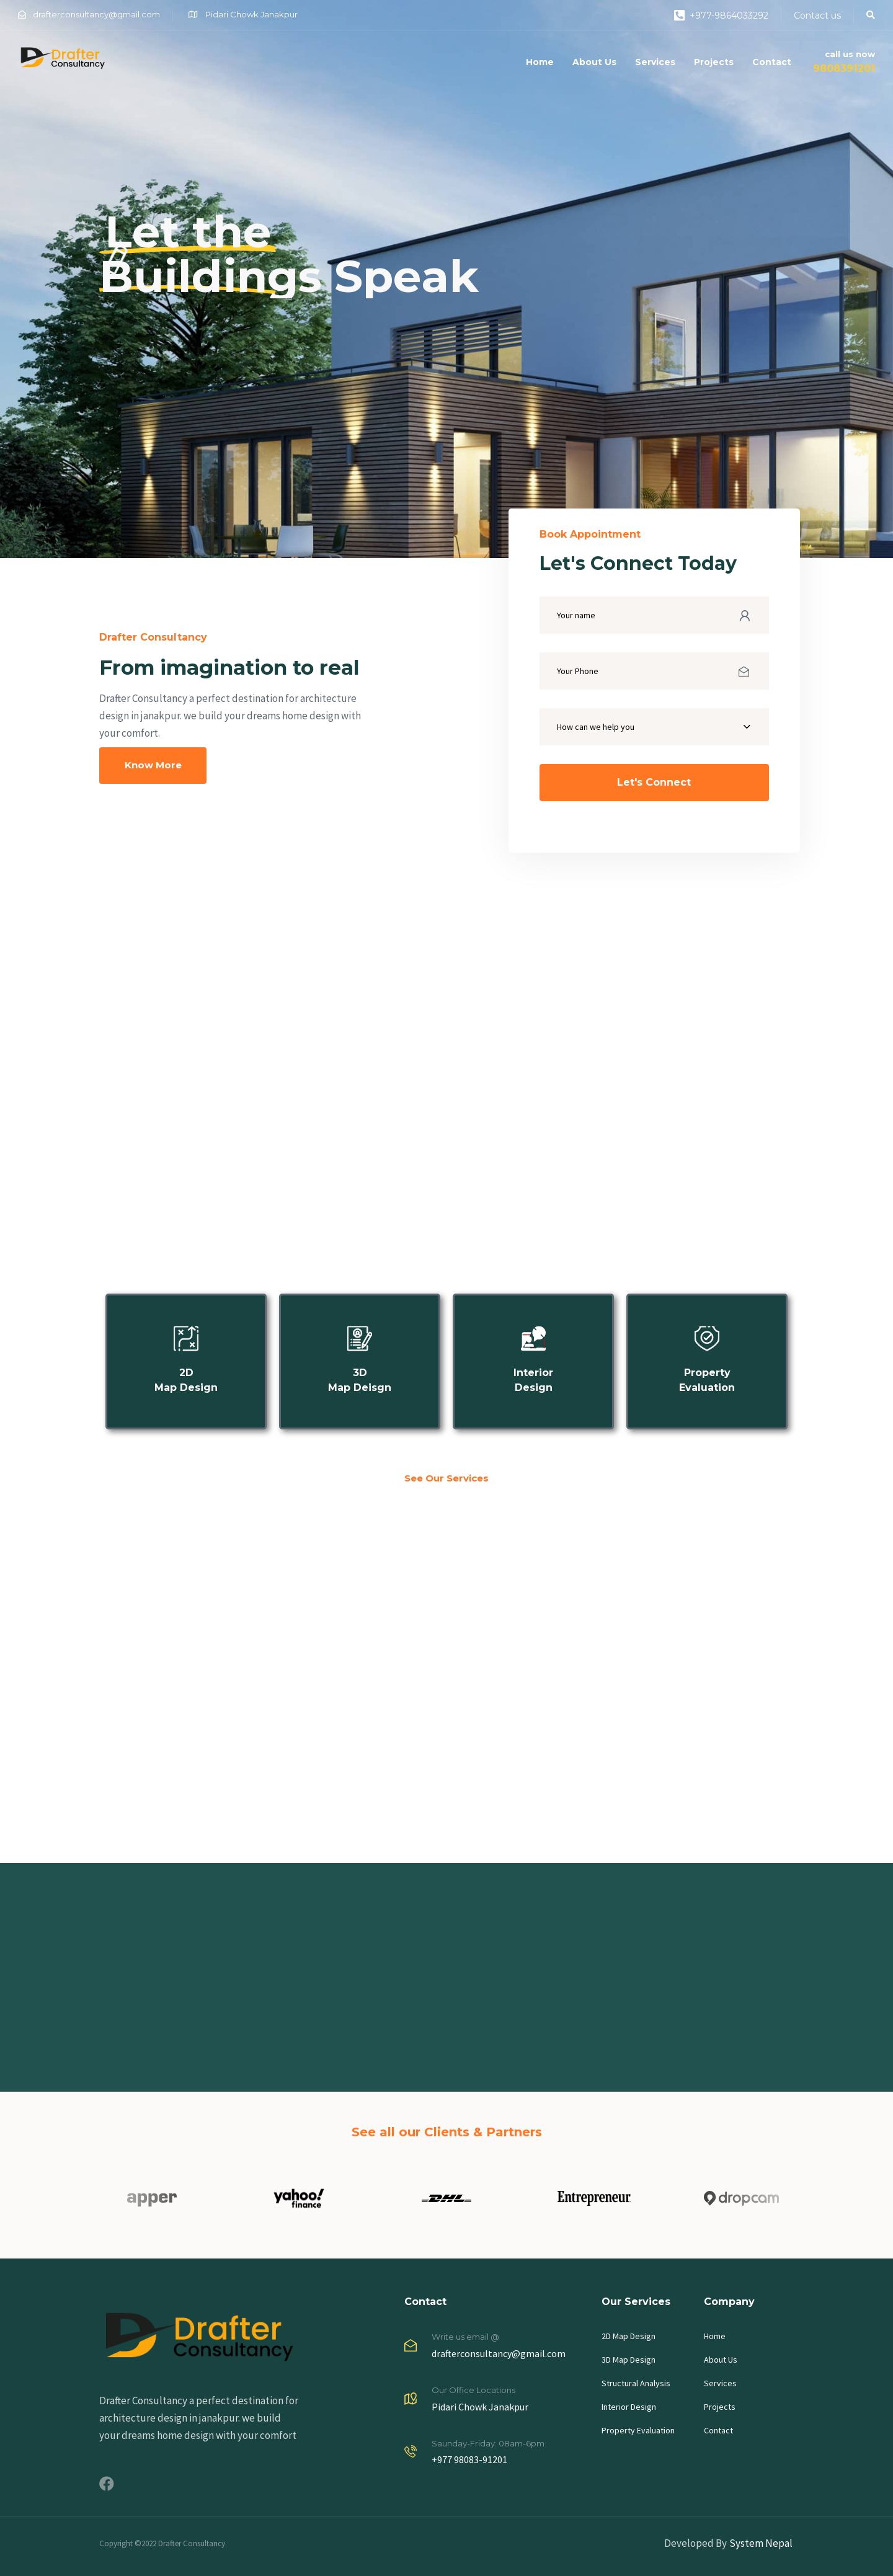 drafterconsultancy@gmail.com
Pidari Chowk Janakpur
+977-9864033292
Contact us
Drafter
Consultancy
Home
About Us
Services
Projects
Contact
call us now
9808391201
Let the
Buildings Speak
Book Appointment
Let's Connect Today
Your name
Your Phone
How can we help you
Let's Connect
Drafter Consultancy
From imagination to real
Drafter Consultancy a perfect destination for architecture
design in janakpur. we build your dreams home design with
your comfort.
Know More
2D
Map Design
3D
Map Deisgn
Interior
Design
Property
Evaluation
See Our Services
See all our Clients & Partners
apper
yahoo!
finance
DHL
Entrepreneur
dropcam
Drafter
Consultancy
Drafter Consultancy a perfect destination for
architecture design in janakpur. we build
your dreams home design with your comfort
Contact
Write us email @
drafterconsultancy@gmail.com
Our Office Locations
Pidari Chowk Janakpur
Saunday-Friday: 08am-6pm
+977 98083-91201
Our Services
2D Map Design
3D Map Design
Structural Analysis
Interior Design
Property Evaluation
Company
Home
About Us
Services
Projects
Contact
Copyright ©2022 Drafter Consultancy
Developed By System Nepal